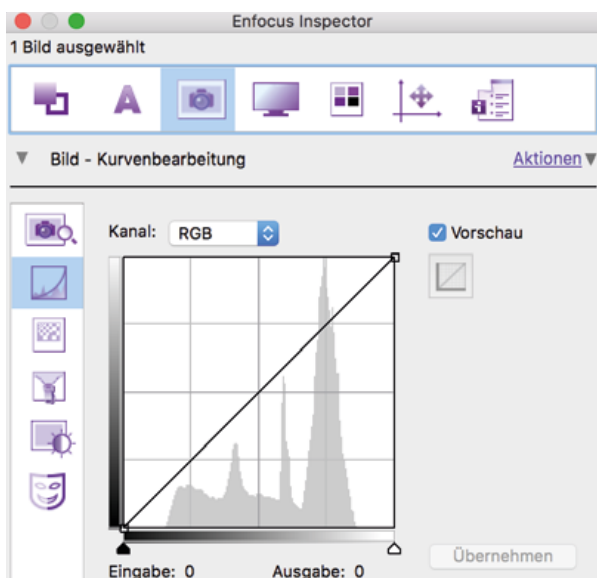 Enfocus Inspector
1 Bild ausgewählt
A
Bild - Kurvenbearbeitung Aktionen
Kanal: RGB Vorschau
Eingabe: 0 Ausgabe: 0 Übernehmen